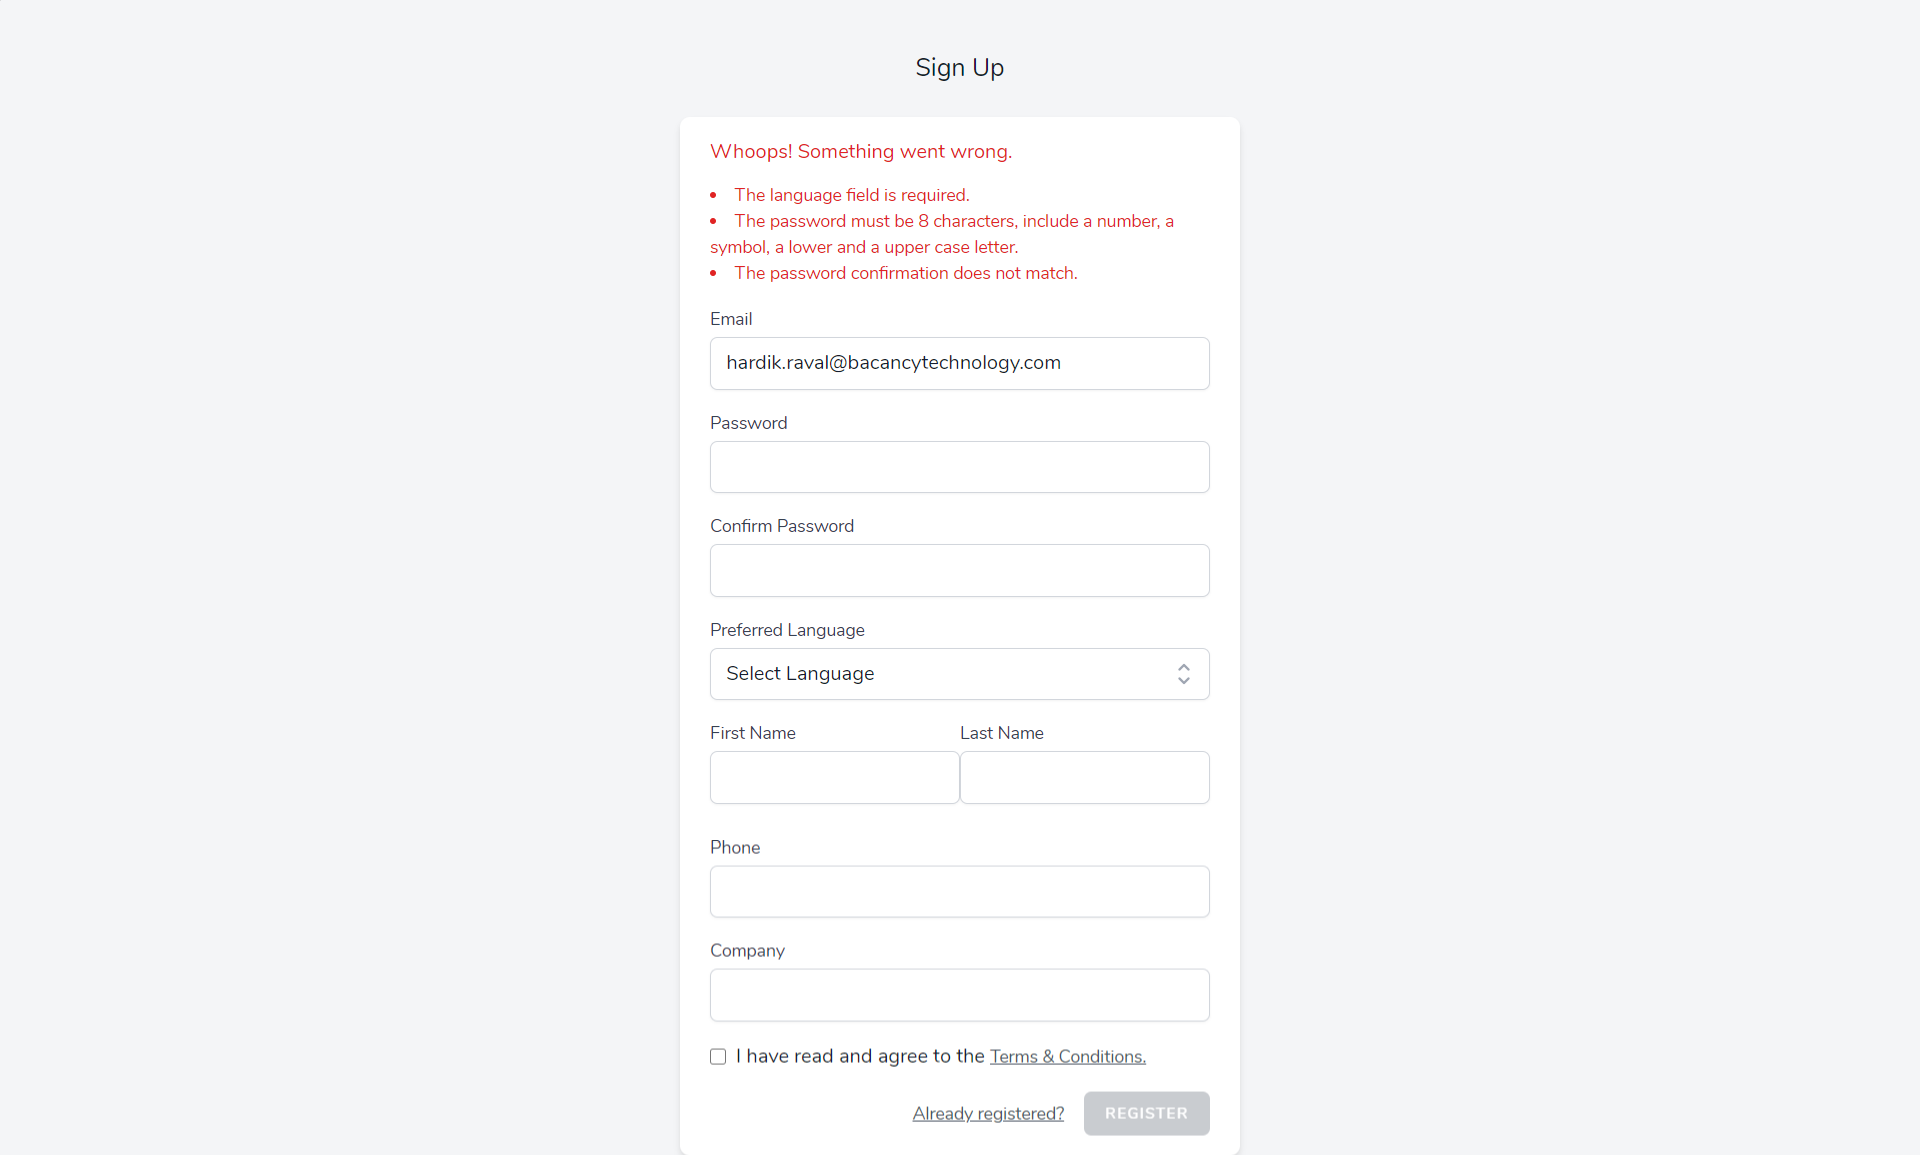 Sign Up
Whoops! Something went wrong.
• The language field is required.
• The password must be 8 characters, include a number, a
symbol, a lower and a upper case letter.
• The password confirmation does not match.
Email
hardik.raval@bacancytechnology.com
Password
Confirm Password
Preferred Language
Select Language
First Name Last Name
Phone
Company
I have read and agree to the Terms & Conditions.
Already registered? REGISTER